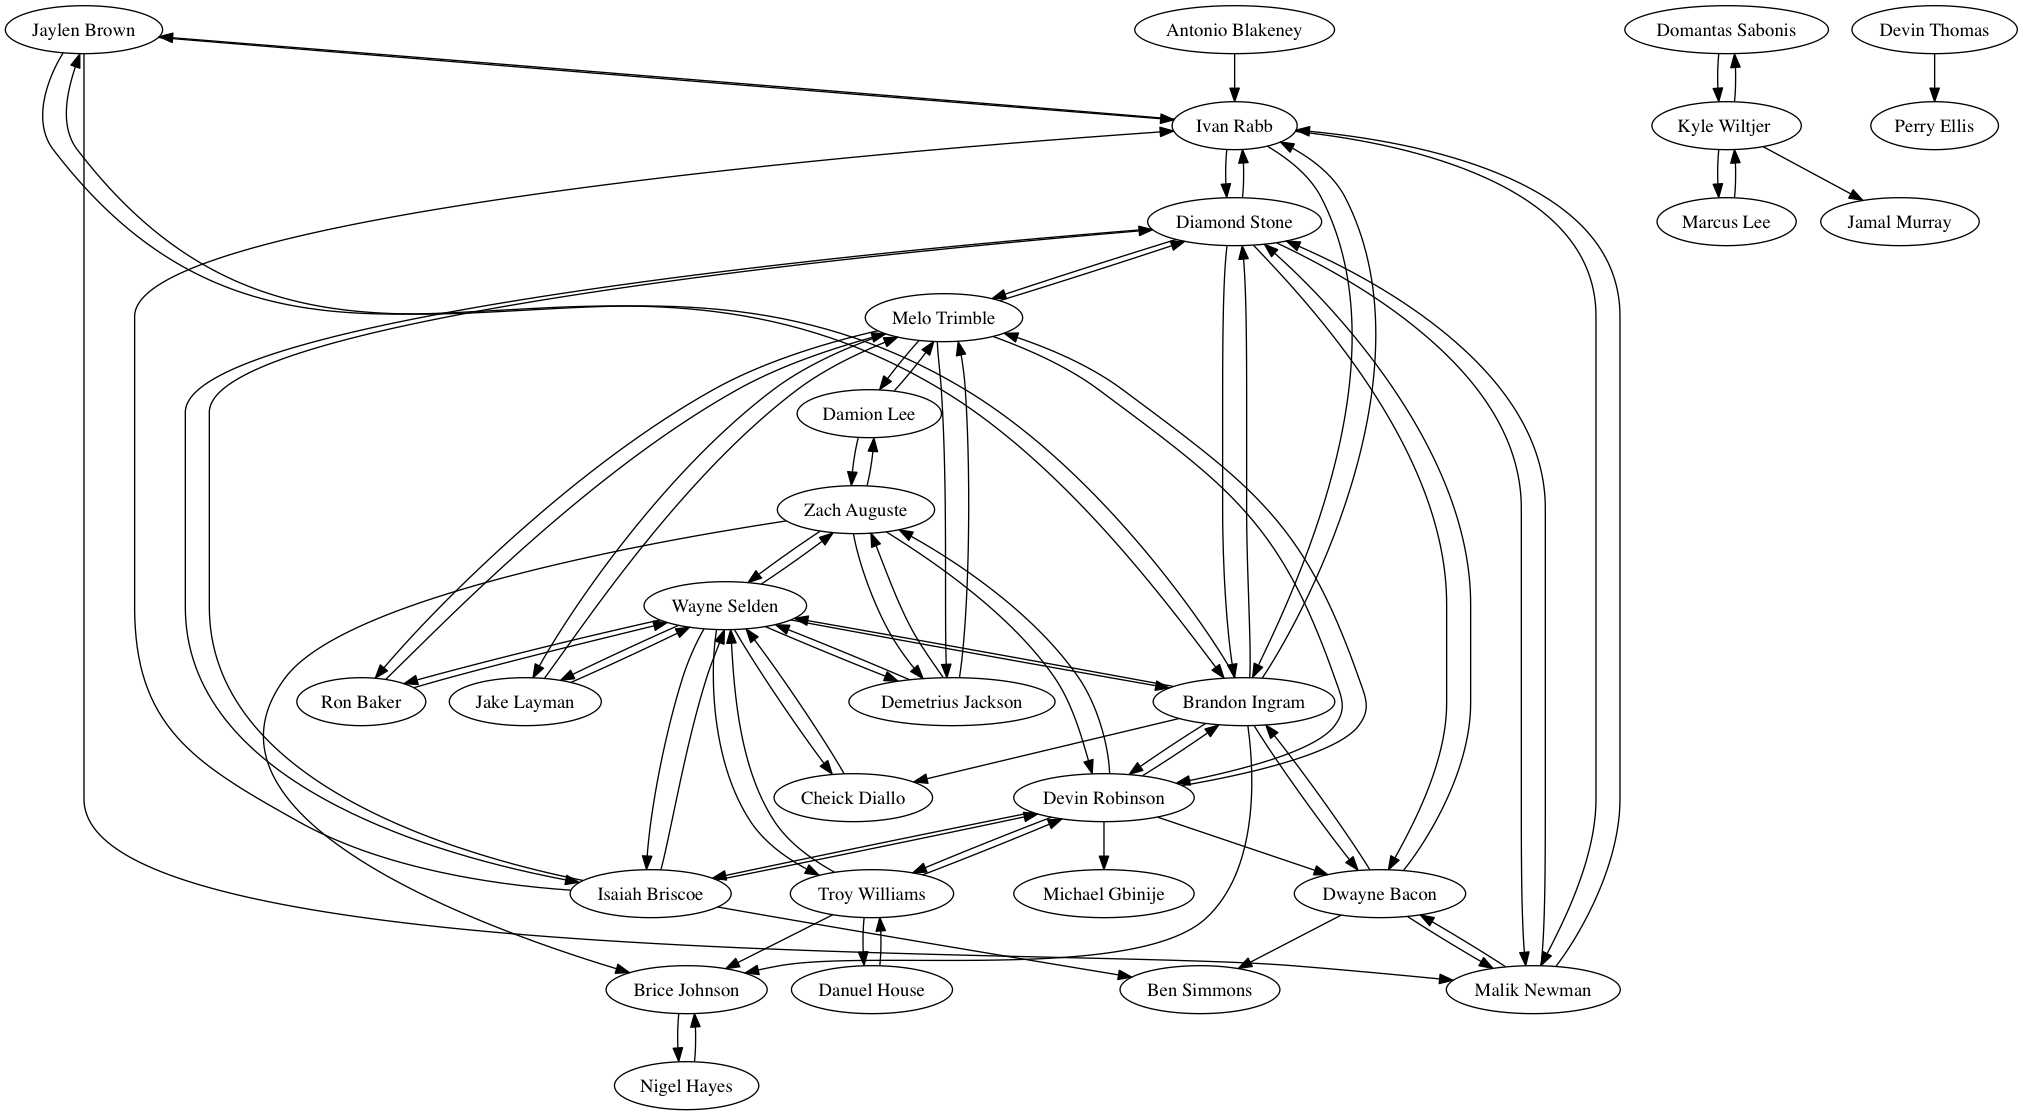 Jaylen Brown
Antonio Blakeney
Domantas Sabonis
Devin Thomas
Ivan Rabb
Kyle Wiltjer
Perry Ellis
Diamond Stone
Marcus Lee
Jamal Murray
Melo Trimble
Damion Lee
Zach Auguste
Wayne Selden
Ron Baker
Jake Layman
Demetrius Jackson
Brandon Ingram
Cheick Diallo
Devin Robinson
Isaiah Briscoe
Troy Williams
Michael Gbinije
Dwayne Bacon
Brice Johnson
Danuel House
Ben Simmons
Malik Newman
Nigel Hayes